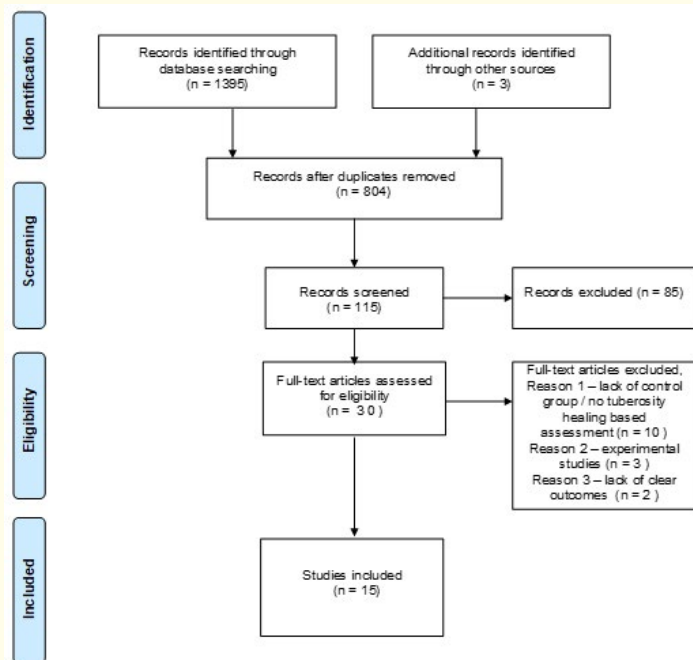 Identification
Records identified through
database searching
(n = 1395)
Additional records identified
through other sources
(n = 3)
Records after duplicates removed
(n = 804)
Screening
Records screened
(n = 115)
Records excluded (n = 85)
Eligibility
Full-text articles assessed
for eligibility
(n = 30)
Full-text articles excluded,
Reason 1 – lack of control
group / no tuberosity
healing based
assessment (n = 10 )
Reason 2 – experimental
studies (n = 3 )
Reason 3 – lack of clear
outcomes (n = 2 )
Included
Studies included
(n = 15)